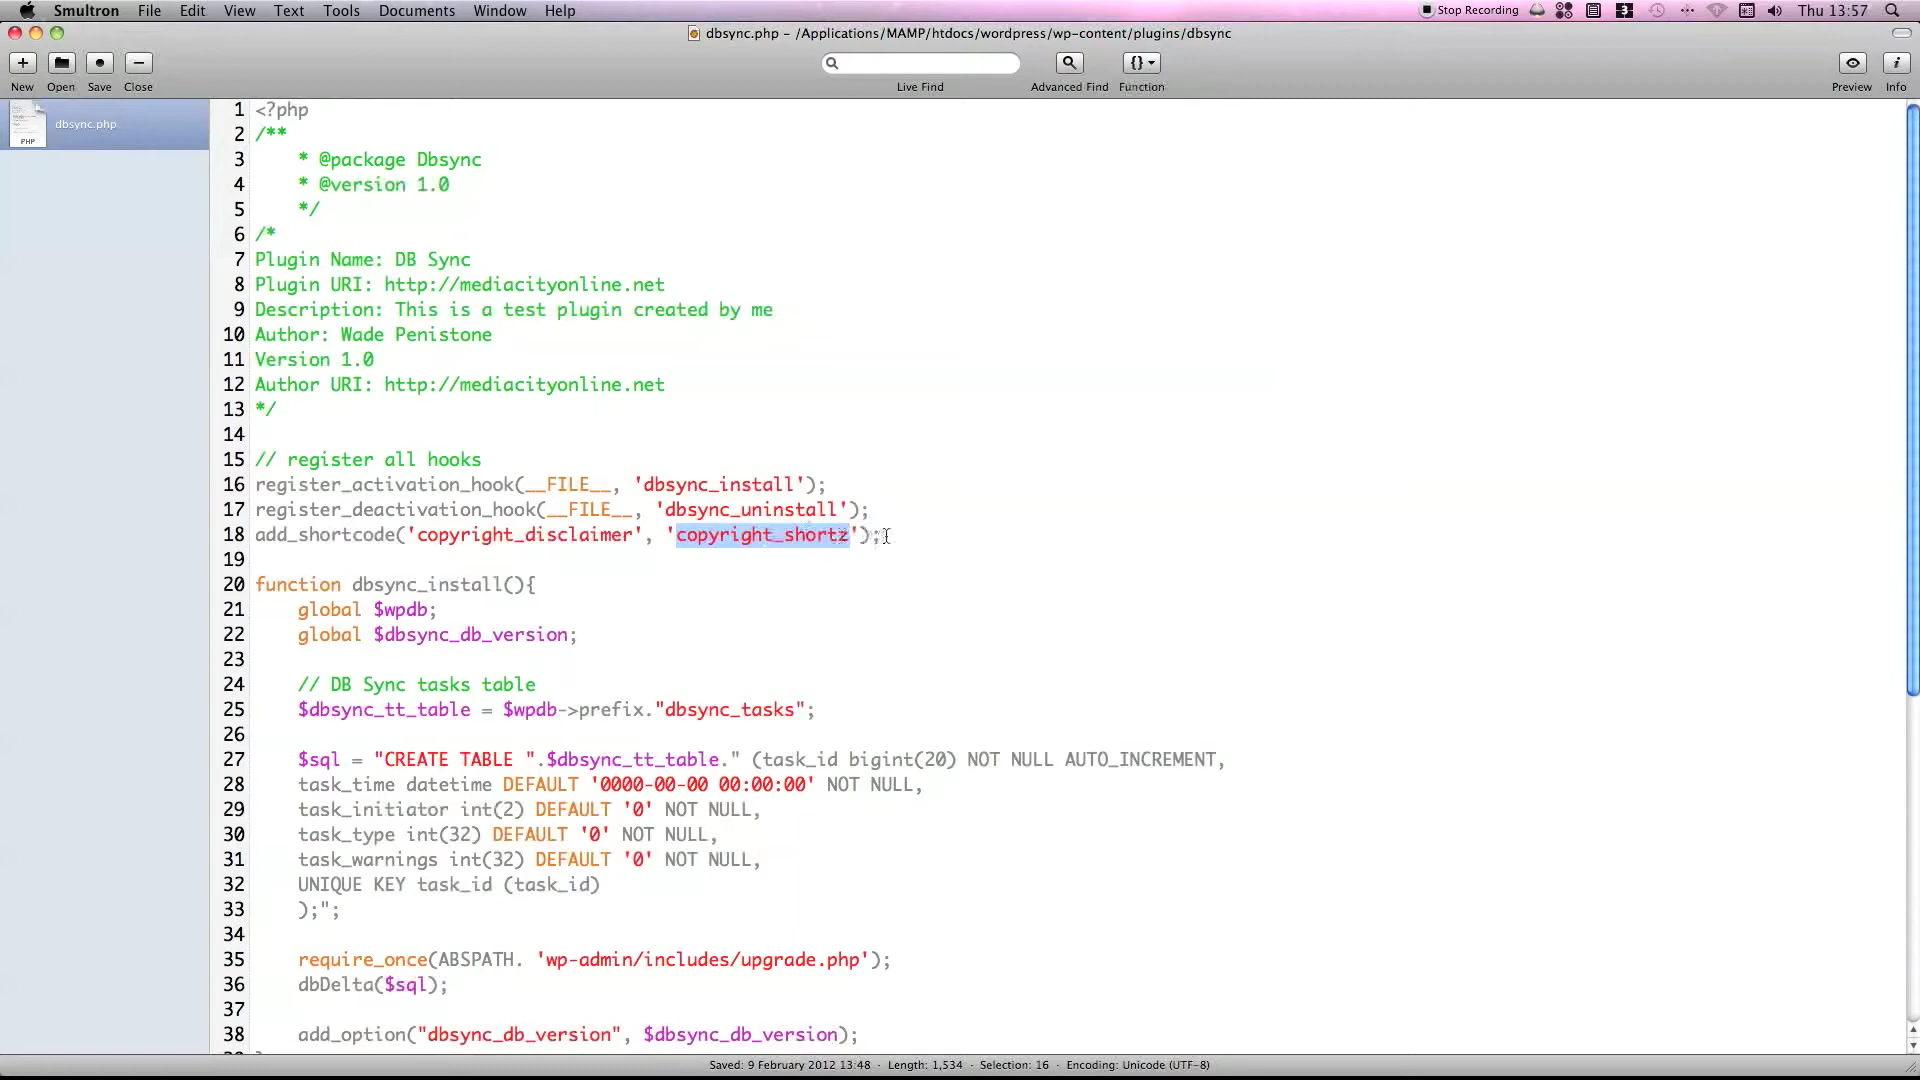 Smultron File Edit View Text Tools Documents Window Help Stop Recording 3 Thu 13:57
dbsync.php – /Applications/MAMP/htdocs/wordpress/wp-content/plugins/dbsync
New Open Save Close Live Find Advanced Find {} Function Preview Info
PHP dbsync.php
1 <?php
2 /**
3 * @package Dbsync
4 * @version 1.0
5 */
6 /*
7 Plugin Name: DB Sync
8 Plugin URI: http://mediacityonline.net
9 Description: This is a test plugin created by me
10 Author: Wade Penistone
11 Version 1.0
12 Author URI: http://mediacityonline.net
13 */
14
15 // register all hooks
16 register_activation_hook(__FILE__, 'dbsync_install');
17 register_deactivation_hook(__FILE__, 'dbsync_uninstall');
18 add_shortcode('copyright_disclaimer', 'copyright_shortz');
19
20 function dbsync_install(){
21 global $wpdb;
22 global $dbsync_db_version;
23
24 // DB Sync tasks table
25 $dbsync_tt_table = $wpdb->prefix."dbsync_tasks";
26
27 $sql = "CREATE TABLE ".$dbsync_tt_table." (task_id bigint(20) NOT NULL AUTO_INCREMENT,
28 task_time datetime DEFAULT '0000-00-00 00:00:00' NOT NULL,
29 task_initiator int(2) DEFAULT '0' NOT NULL,
30 task_type int(32) DEFAULT '0' NOT NULL,
31 task_warnings int(32) DEFAULT '0' NOT NULL,
32 UNIQUE KEY task_id (task_id)
33 );";
34
35 require_once(ABSPATH. 'wp-admin/includes/upgrade.php');
36 dbDelta($sql);
37
38 add_option("dbsync_db_version", $dbsync_db_version);
Saved: 9 February 2012 13:48 · Length: 1,534 · Selection: 16 · Encoding: Unicode (UTF-8)